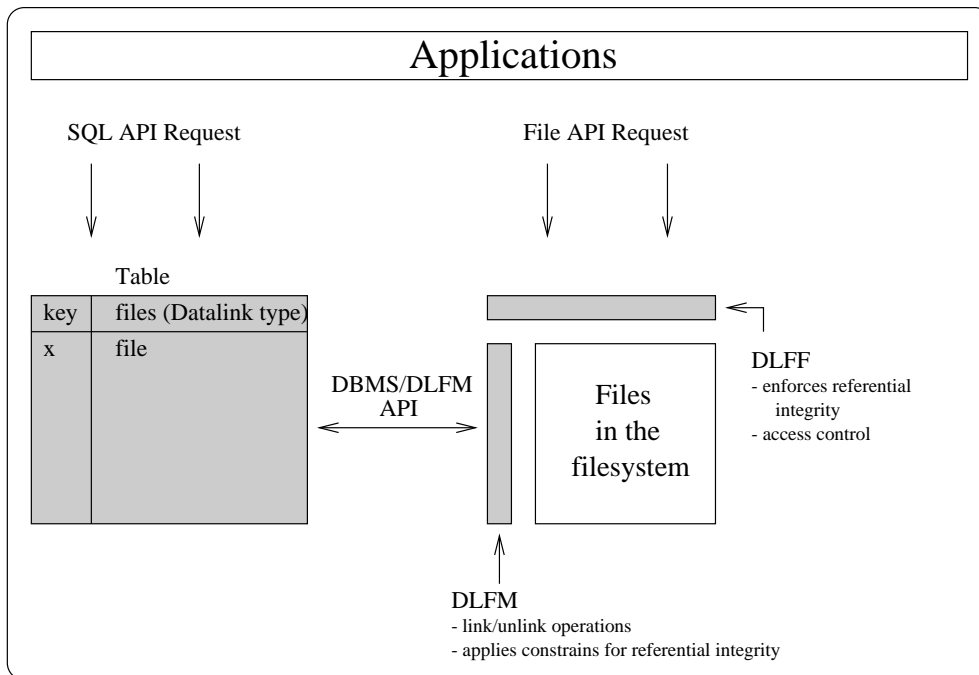 Applications
SQL API Request
File API Request
Table
key
files (Datalink type)
x
file
DBMS/DLFM
API
Files
in the
filesystem
DLFF
- enforces referential
integrity
- access control
DLFM
- link/unlink operations
- applies constrains for referential integrity